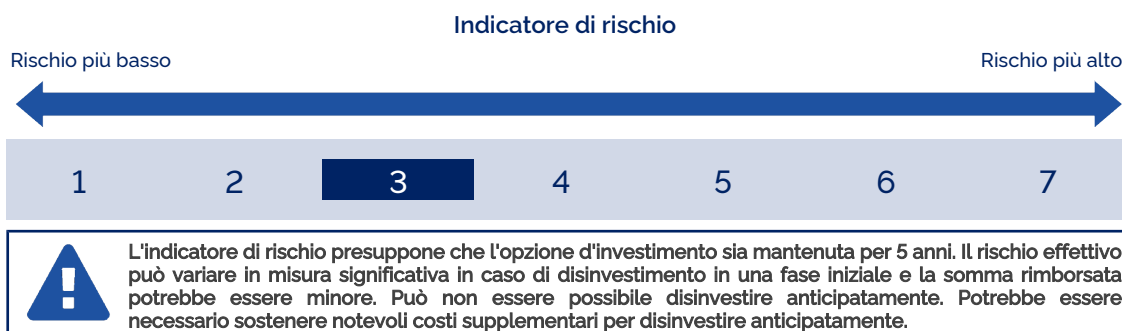 Indicatore di rischio
Rischio più basso Rischio più alto
1 2 3 4 5 6 7
L'indicatore di rischio presuppone che l'opzione d'investimento sia mantenuta per 5 anni. Il rischio effettivo
può variare in misura significativa in caso di disinvestimento in una fase iniziale e la somma rimborsata
potrebbe essere minore. Può non essere possibile disinvestire anticipatamente. Potrebbe essere
necessario sostenere notevoli costi supplementari per disinvestire anticipatamente.